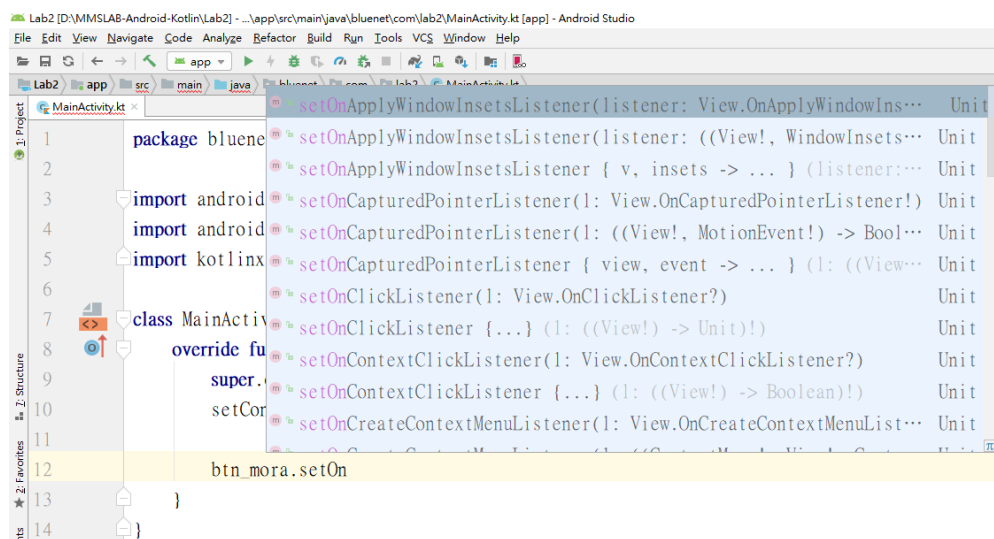 Lab2 [D:\MMSLAB-Android-Kotlin\Lab2] - ...\app\src\main\java\bluenet\com\lab2\MainActivity.kt [app] - Android Studio
File Edit View Navigate Code Analyze Refactor Build Run Tools VCS Window Help
app
Lab2 app src main java bluenet com lab2 MainActivity.kt
MainActivity.kt
1: Project
7: Structure
2: Favorites
1 package bluene
2
3 import android
4 import android
5 import kotlinx
6
7 class MainActiv
8 override fu
9 super.
10 setCon
11
12 btn_mora.setOn
13 }
14 }
setOnApplyWindowInsetsListener(listener: View.OnApplyWindowIns… Unit
setOnApplyWindowInsetsListener(listener: ((View!, WindowInsets… Unit
setOnApplyWindowInsetsListener { v, insets -> ... } (listener:… Unit
setOnCapturedPointerListener(l: View.OnCapturedPointerListener!) Unit
setOnCapturedPointerListener(l: ((View!, MotionEvent!) -> Bool… Unit
setOnCapturedPointerListener { view, event -> ... } (l: ((View… Unit
setOnClickListener(l: View.OnClickListener?) Unit
setOnClickListener {...} (l: ((View!) -> Unit)!) Unit
setOnContextClickListener(l: View.OnContextClickListener?) Unit
setOnContextClickListener {...} (l: ((View!) -> Boolean)!) Unit
setOnCreateContextMenuListener(l: View.OnCreateContextMenuList… Unit
π